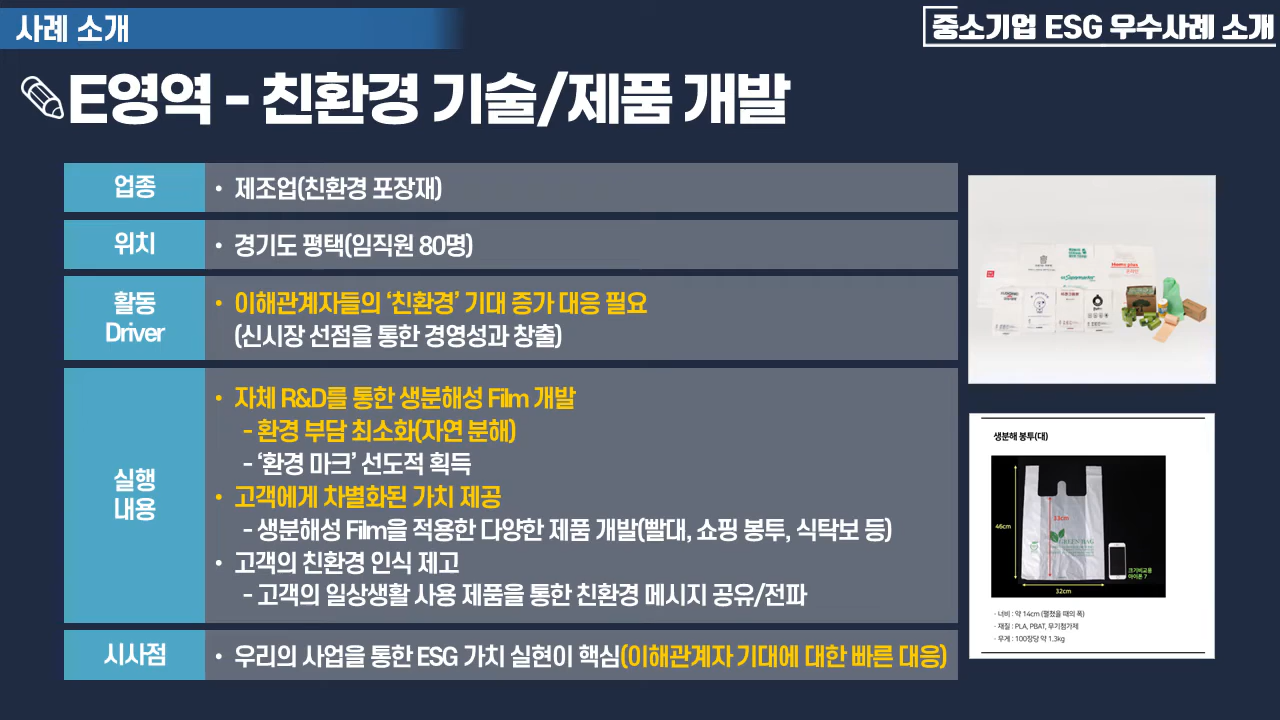 사례 소개
중소기업 ESG 우수사례 소개
E영역 - 친환경 기술/제품 개발
업종
• 제조업(친환경 포장재)
위치
• 경기도 평택(임직원 80명)
활동
Driver
• 이해관계자들의 ‘친환경’ 기대 증가 대응 필요
(신시장 선점을 통한 경영성과 창출)
실행
내용
• 자체 R&D를 통한 생분해성 Film 개발
- 환경 부담 최소화(자연 분해)
- ‘환경 마크’ 선도적 획득
• 고객에게 차별화된 가치 제공
- 생분해성 Film을 적용한 다양한 제품 개발(빨대, 쇼핑 봉투, 식탁보 등)
• 고객의 친환경 인식 제고
- 고객의 일상생활 사용 제품을 통한 친환경 메시지 공유/전파
시사점
• 우리의 사업을 통한 ESG 가치 실현이 핵심(이해관계자 기대에 대한 빠른 대응)
생분해 봉투(대)
46cm
33cm
GREEN BAG
크기비교용
아이폰 7
32cm
· 너비 : 약 14cm (펼쳤을 때의 폭)
· 재질 : PLA, PBAT, 무기첨가제
· 무게 : 100장당 약 1.3kg